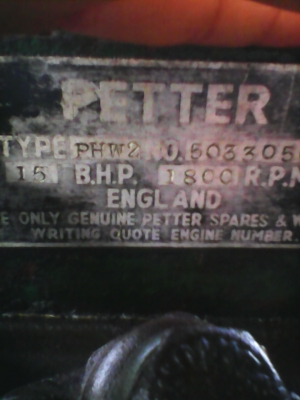 PETTER
TYPE PHW2 NO. 503305
15 B.H.P. 1800 R.P.M
ENGLAND
ONLY GENUINE PETTER SPARES &
WRITING QUOTE ENGINE NUMBER.